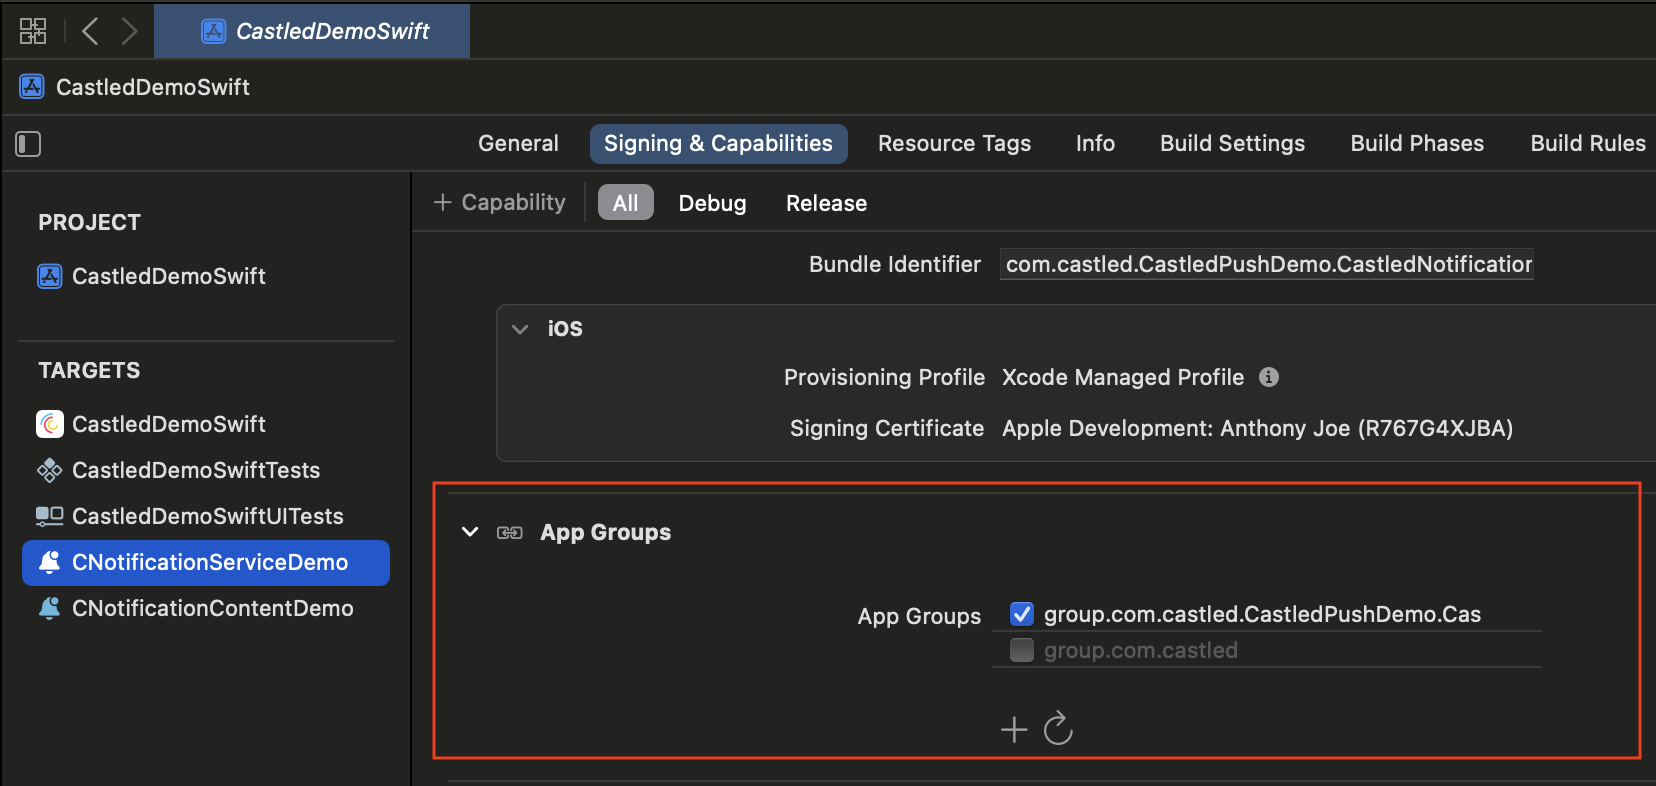 CastledDemoSwift
CastledDemoSwift
General Signing & Capabilities Resource Tags Info Build Settings Build Phases Build Rules
+ Capability All Debug Release
PROJECT
CastledDemoSwift
TARGETS
CastledDemoSwift
CastledDemoSwiftTests
CastledDemoSwiftUITests
CNotificationServiceDemo
CNotificationContentDemo
Bundle Identifier com.castled.CastledPushDemo.CastledNotification
iOS
Provisioning Profile Xcode Managed Profile
Signing Certificate Apple Development: Anthony Joe (R767G4XJBA)
App Groups
App Groups group.com.castled.CastledPushDemo.Cas
group.com.castled